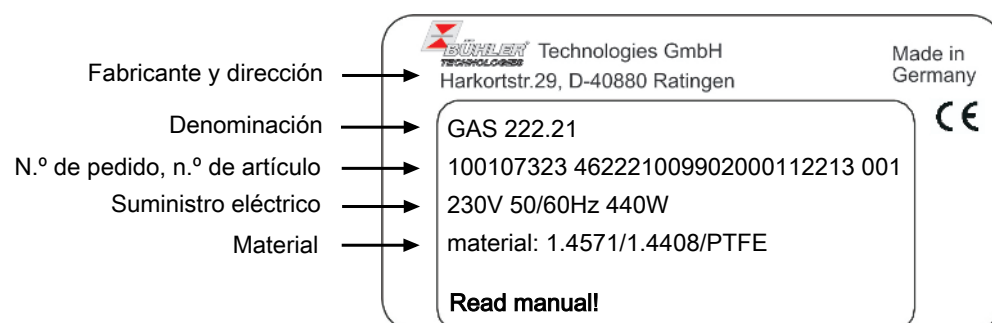 BÜHLER Technologies GmbH
TECHNOLOGIES
Made in
Germany
Fabricante y dirección
Harkortstr.29, D-40880 Ratingen
CE
Denominación
GAS 222.21
N.º de pedido, n.º de artículo
100107323 462221009902000112213 001
Suministro eléctrico
230V 50/60Hz 440W
Material
material: 1.4571/1.4408/PTFE
Read manual!